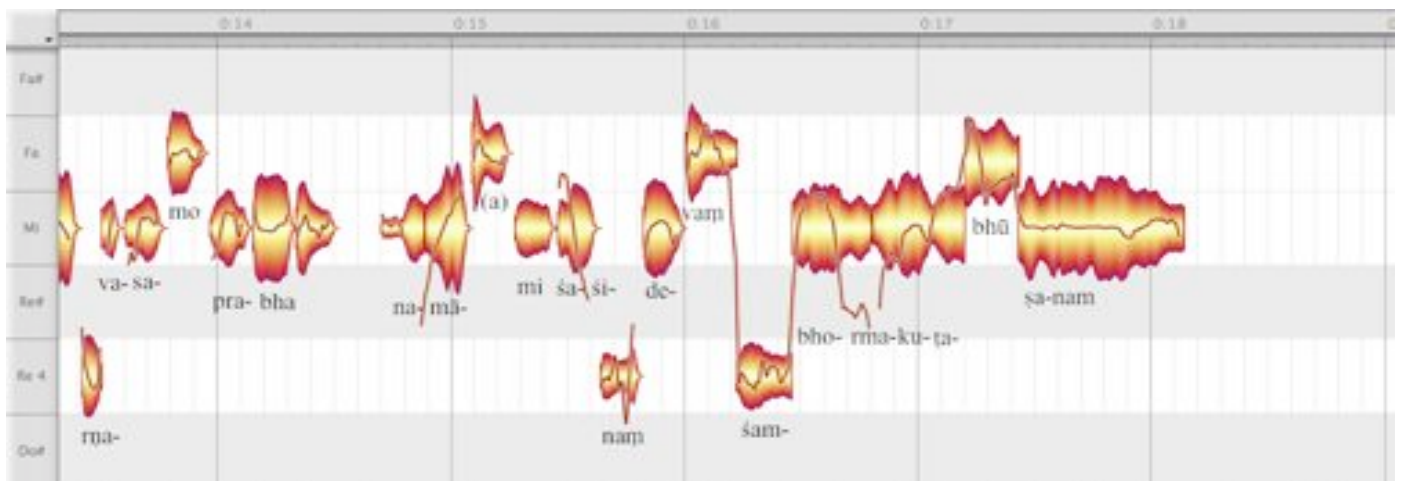 0:14 0:15 0:16 0:17 0:18
Fa#
Fa
Mi
Re#
Re 4
Do#
mo (a) vaṃ bhū
va- sa- pra- bha na- mā- mi śa- śi- de- bho- rma- ku- ṭa- ṣa-nam
rṇa- naṃ śam-